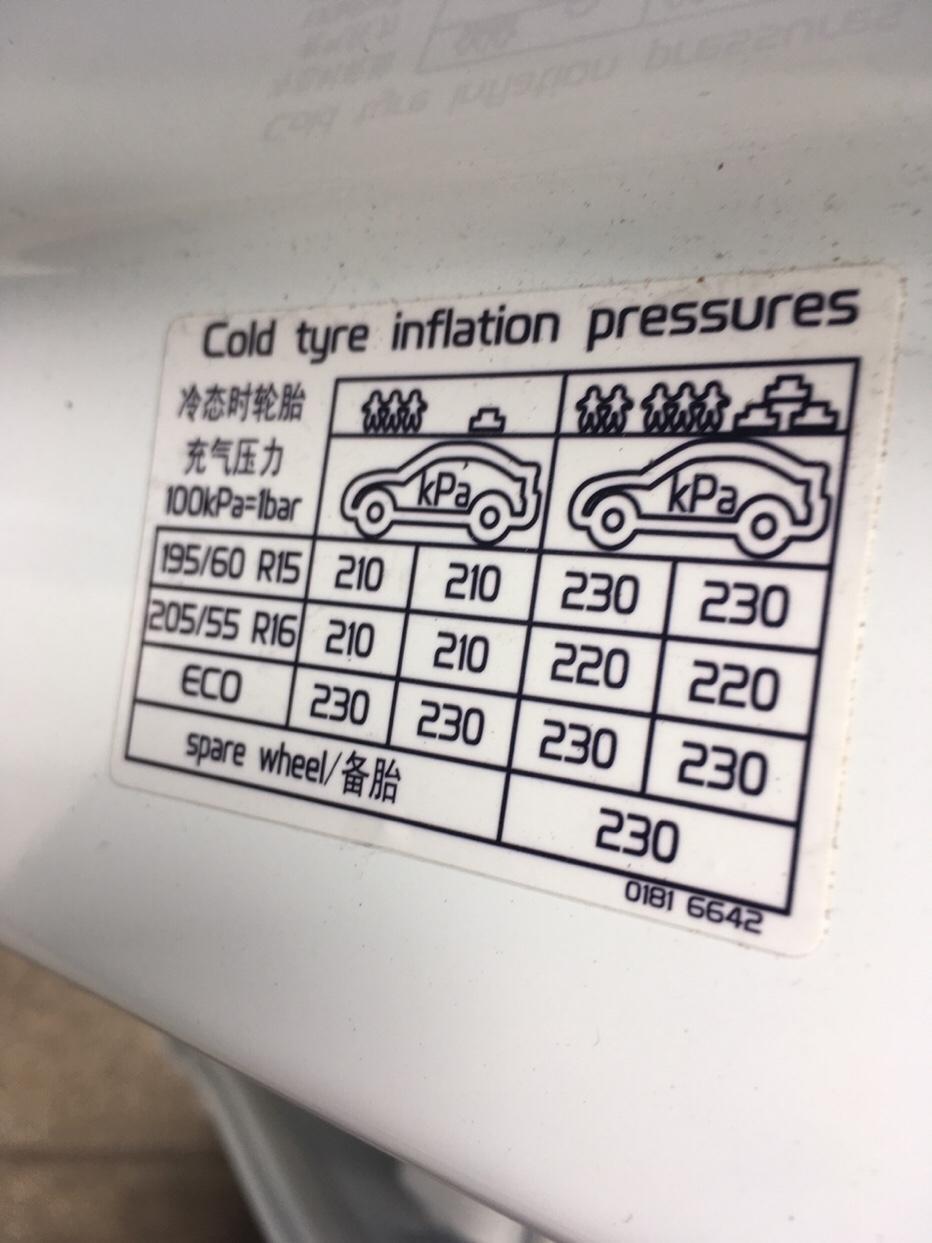 Cold tyre inflation pressures
冷态时轮胎
充气压力
100kPa=1bar
kPa kPa
195/60 R15 210 210 230 230
205/55 R16 210 210 220 220
ECO 230 230 230 230
spare wheel/备胎 230
0181 6642